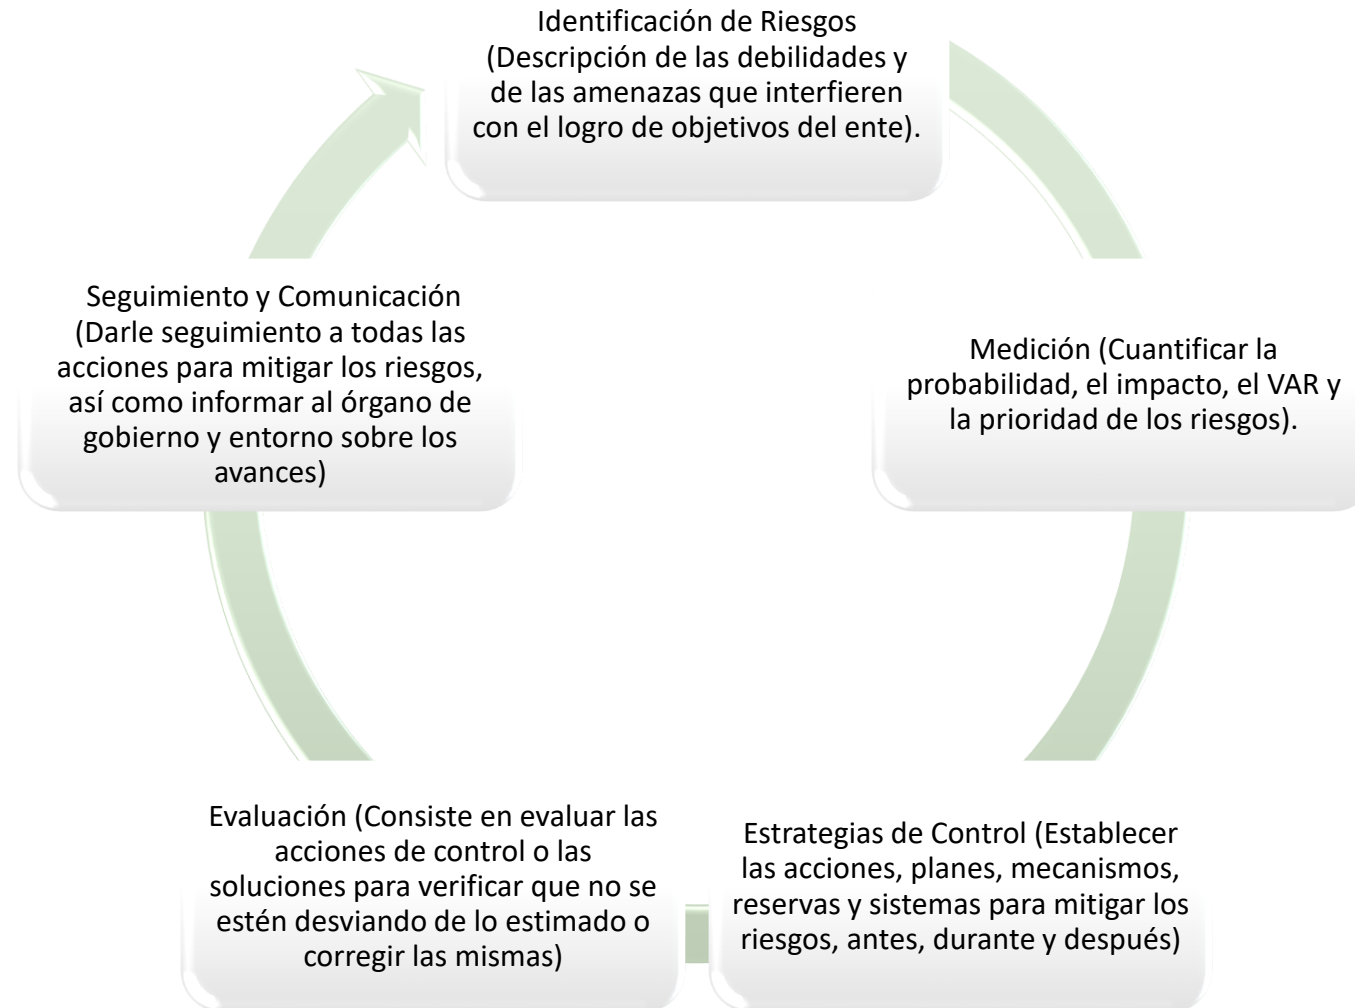 Identificación de Riesgos
(Descripción de las debilidades y
de las amenazas que interfieren
con el logro de objetivos del ente).
Medición (Cuantificar la
probabilidad, el impacto, el VAR y
la prioridad de los riesgos).
Estrategias de Control (Establecer
las acciones, planes, mecanismos,
reservas y sistemas para mitigar los
riesgos, antes, durante y después)
Evaluación (Consiste en evaluar las
acciones de control o las
soluciones para verificar que no se
estén desviando de lo estimado o
corregir las mismas)
Seguimiento y Comunicación
(Darle seguimiento a todas las
acciones para mitigar los riesgos,
así como informar al órgano de
gobierno y entorno sobre los
avances)